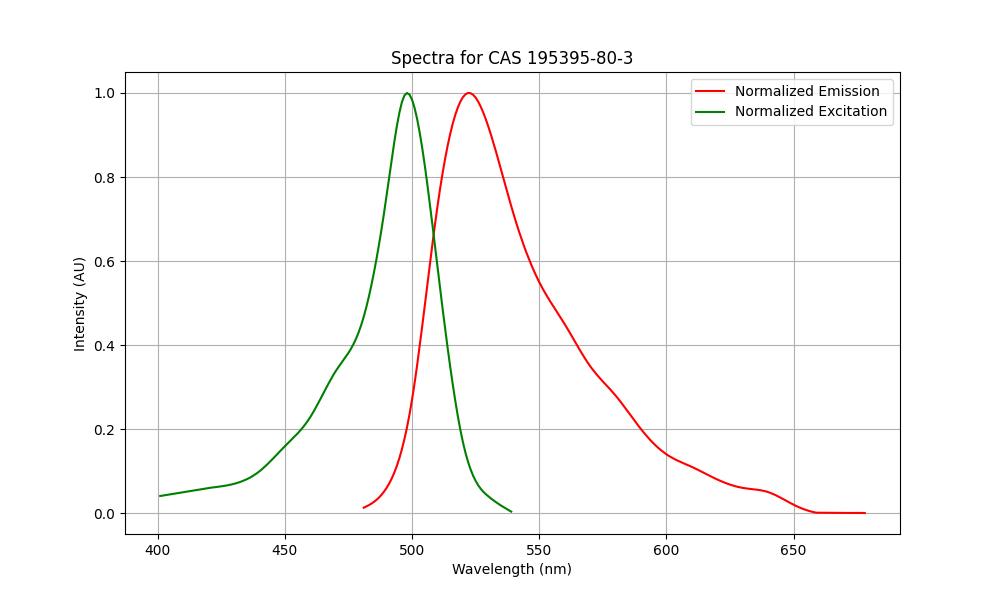 Spectra for CAS 195395-80-3
Normalized Emission
Normalized Excitation
1.0
0.8
0.6
0.4
0.2
0.0
Intensity (AU)
400 450 500 550 600 650
Wavelength (nm)